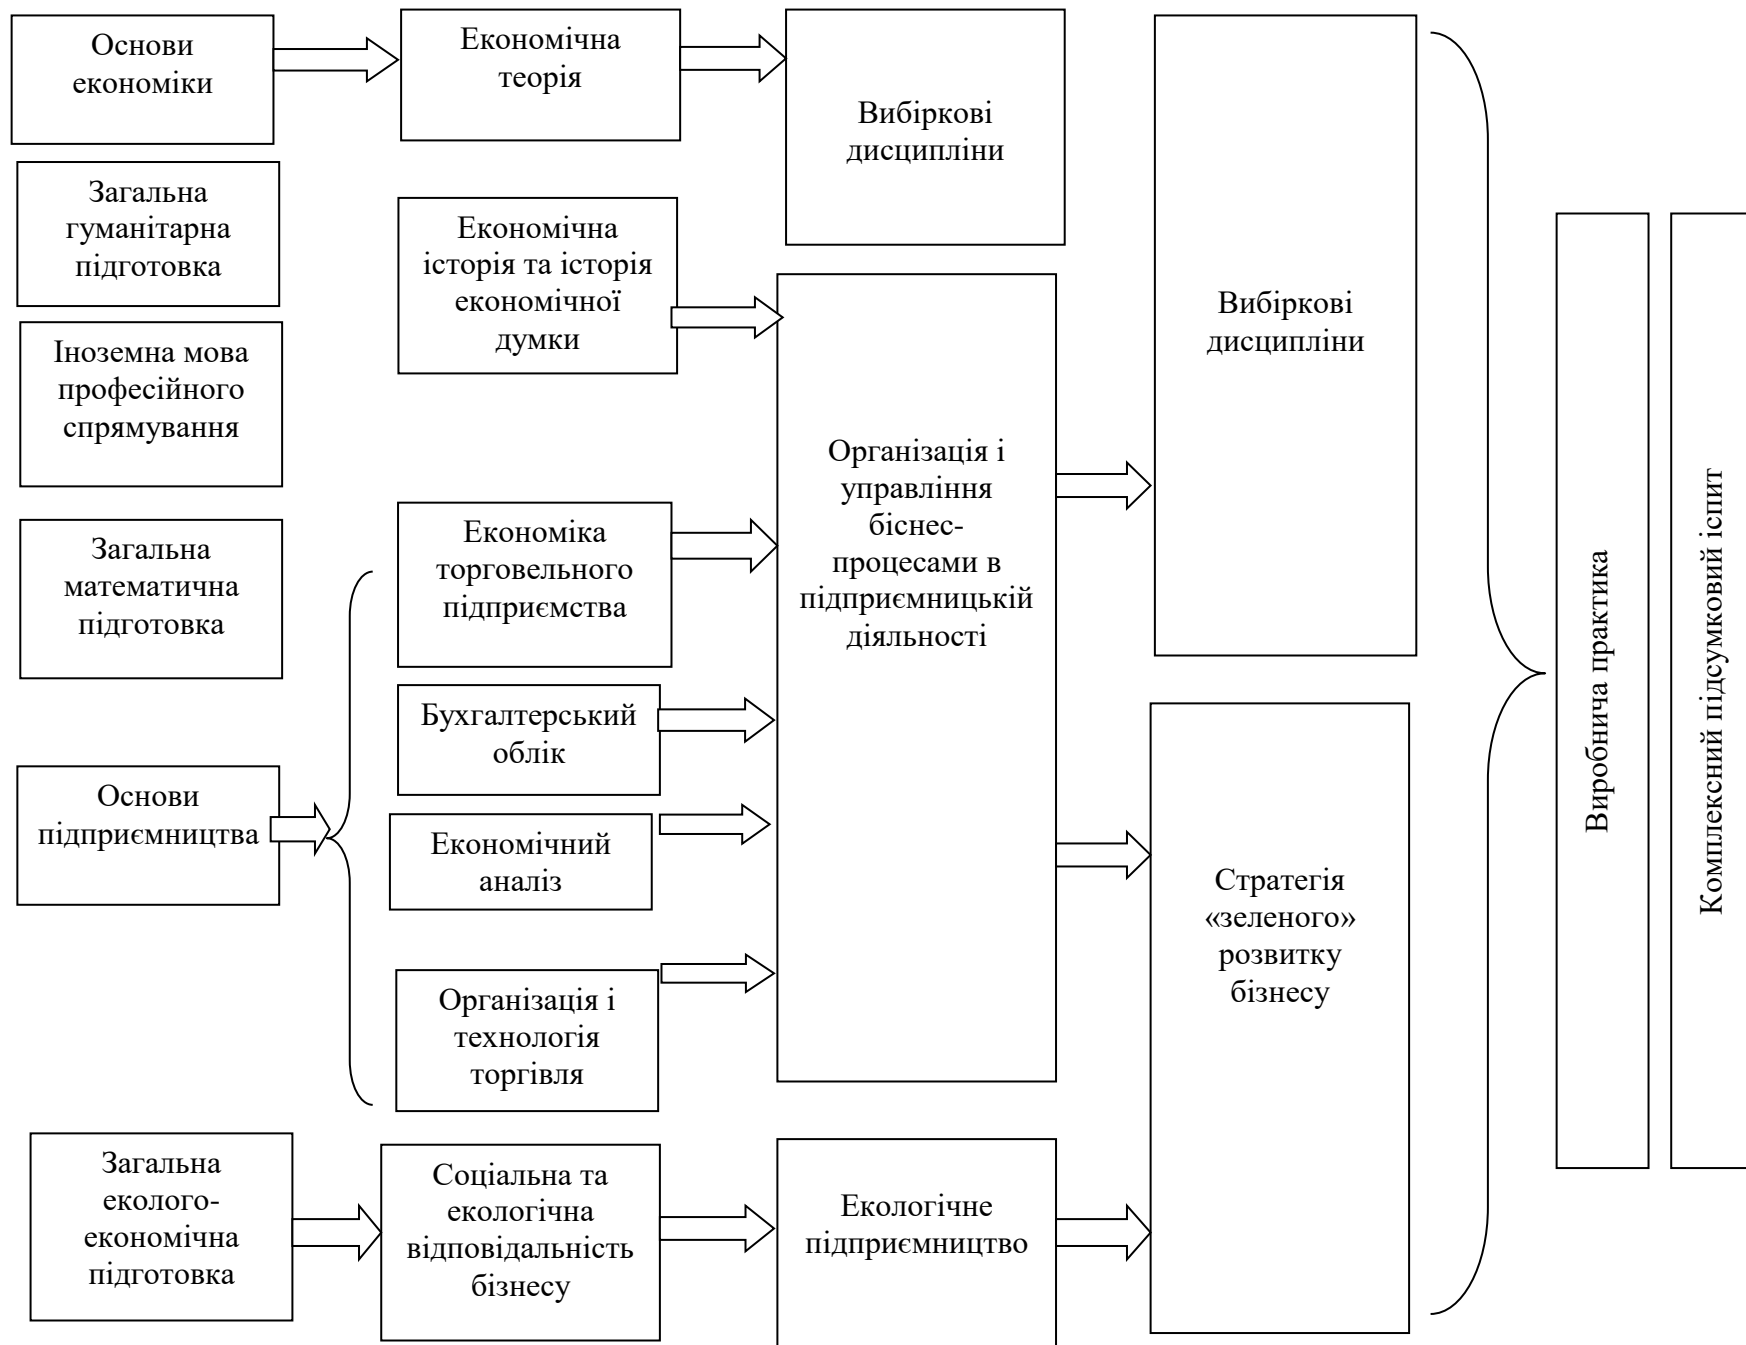 Основи
економіки
Економічна
теорія
Вибіркові
дисципліни
Загальна
гуманітарна
підготовка
Економічна
історія та історія
економічної
думки
Іноземна мова
професійного
спрямування
Загальна
математична
підготовка
Основи
підприємництва
Економіка
торговельного
підприємства
Бухгалтерський
облік
Економічний
аналіз
Організація і
технологія
торгівля
Організація і
управління
біснес-
процесами в
підприємницькій
діяльності
Вибіркові
дисципліни
Стратегія
«зеленого»
розвитку
бізнесу
Загальна
еколого-
економічна
підготовка
Соціальна та
екологічна
відповідальність
бізнесу
Екологічне
підприємництво
Виробнича практика
Комплексний підсумковий іспит